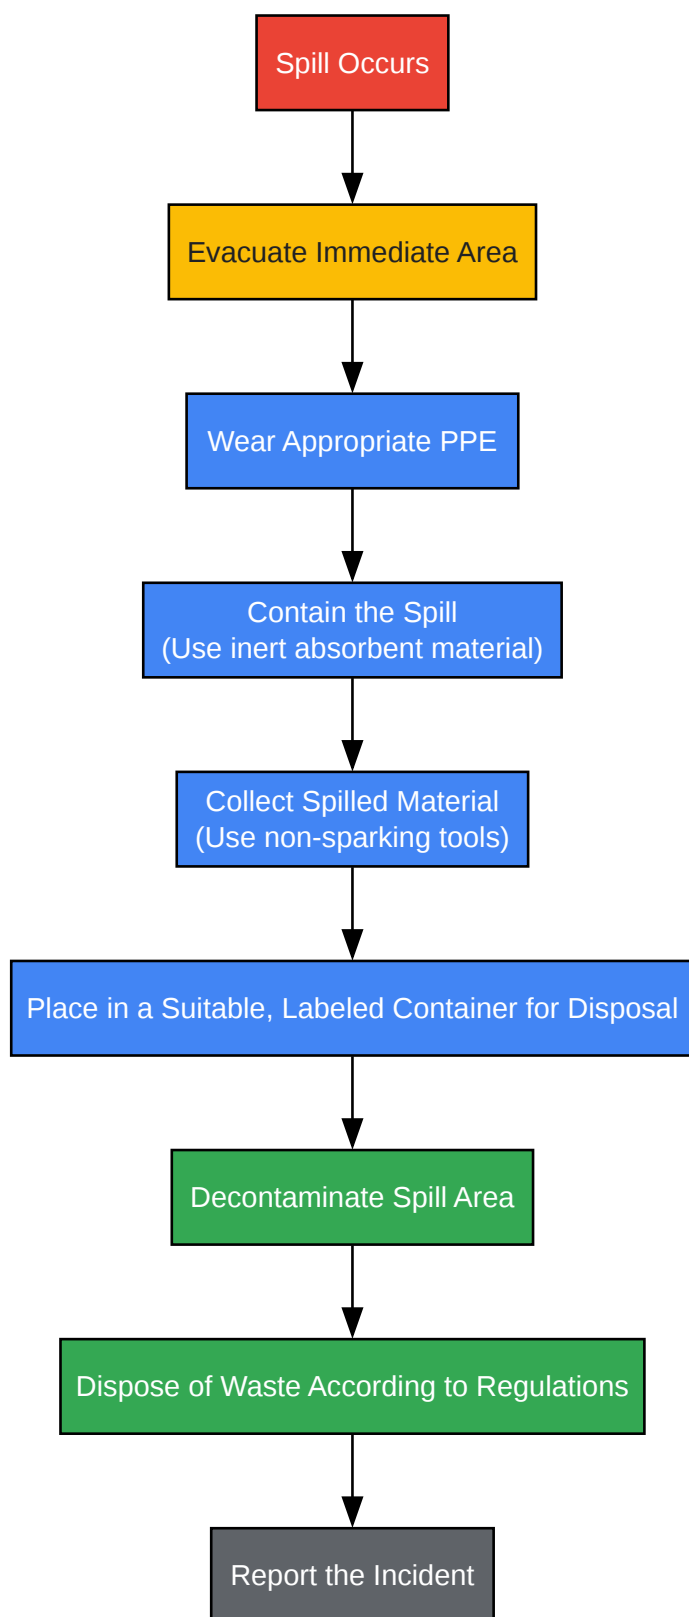 Spill Occurs
Evacuate Immediate Area
Wear Appropriate PPE
Contain the Spill
(Use inert absorbent material)
Collect Spilled Material
(Use non-sparking tools)
Place in a Suitable, Labeled Container for Disposal
Decontaminate Spill Area
Dispose of Waste According to Regulations
Report the Incident